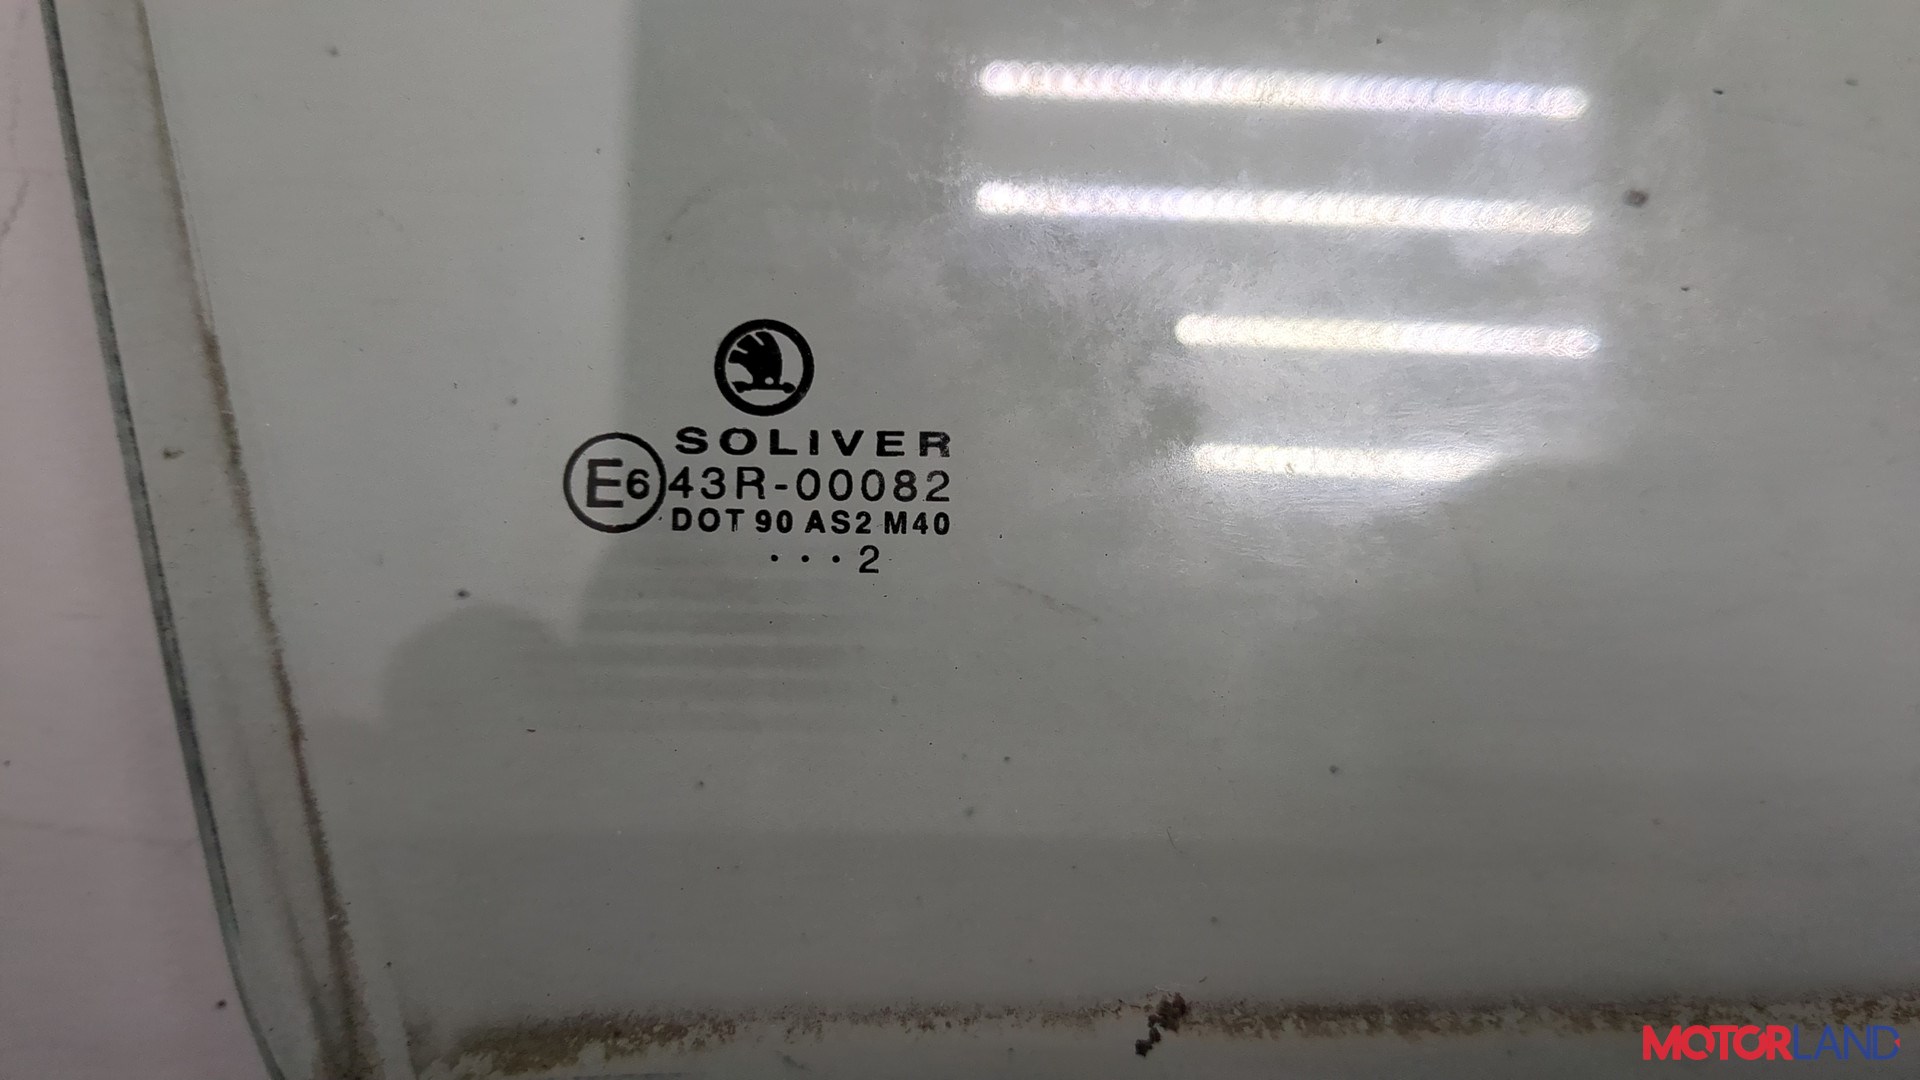 SOLIVER
E6 43R-00082
DOT 90 AS2 M40
...2
MOTORLAND